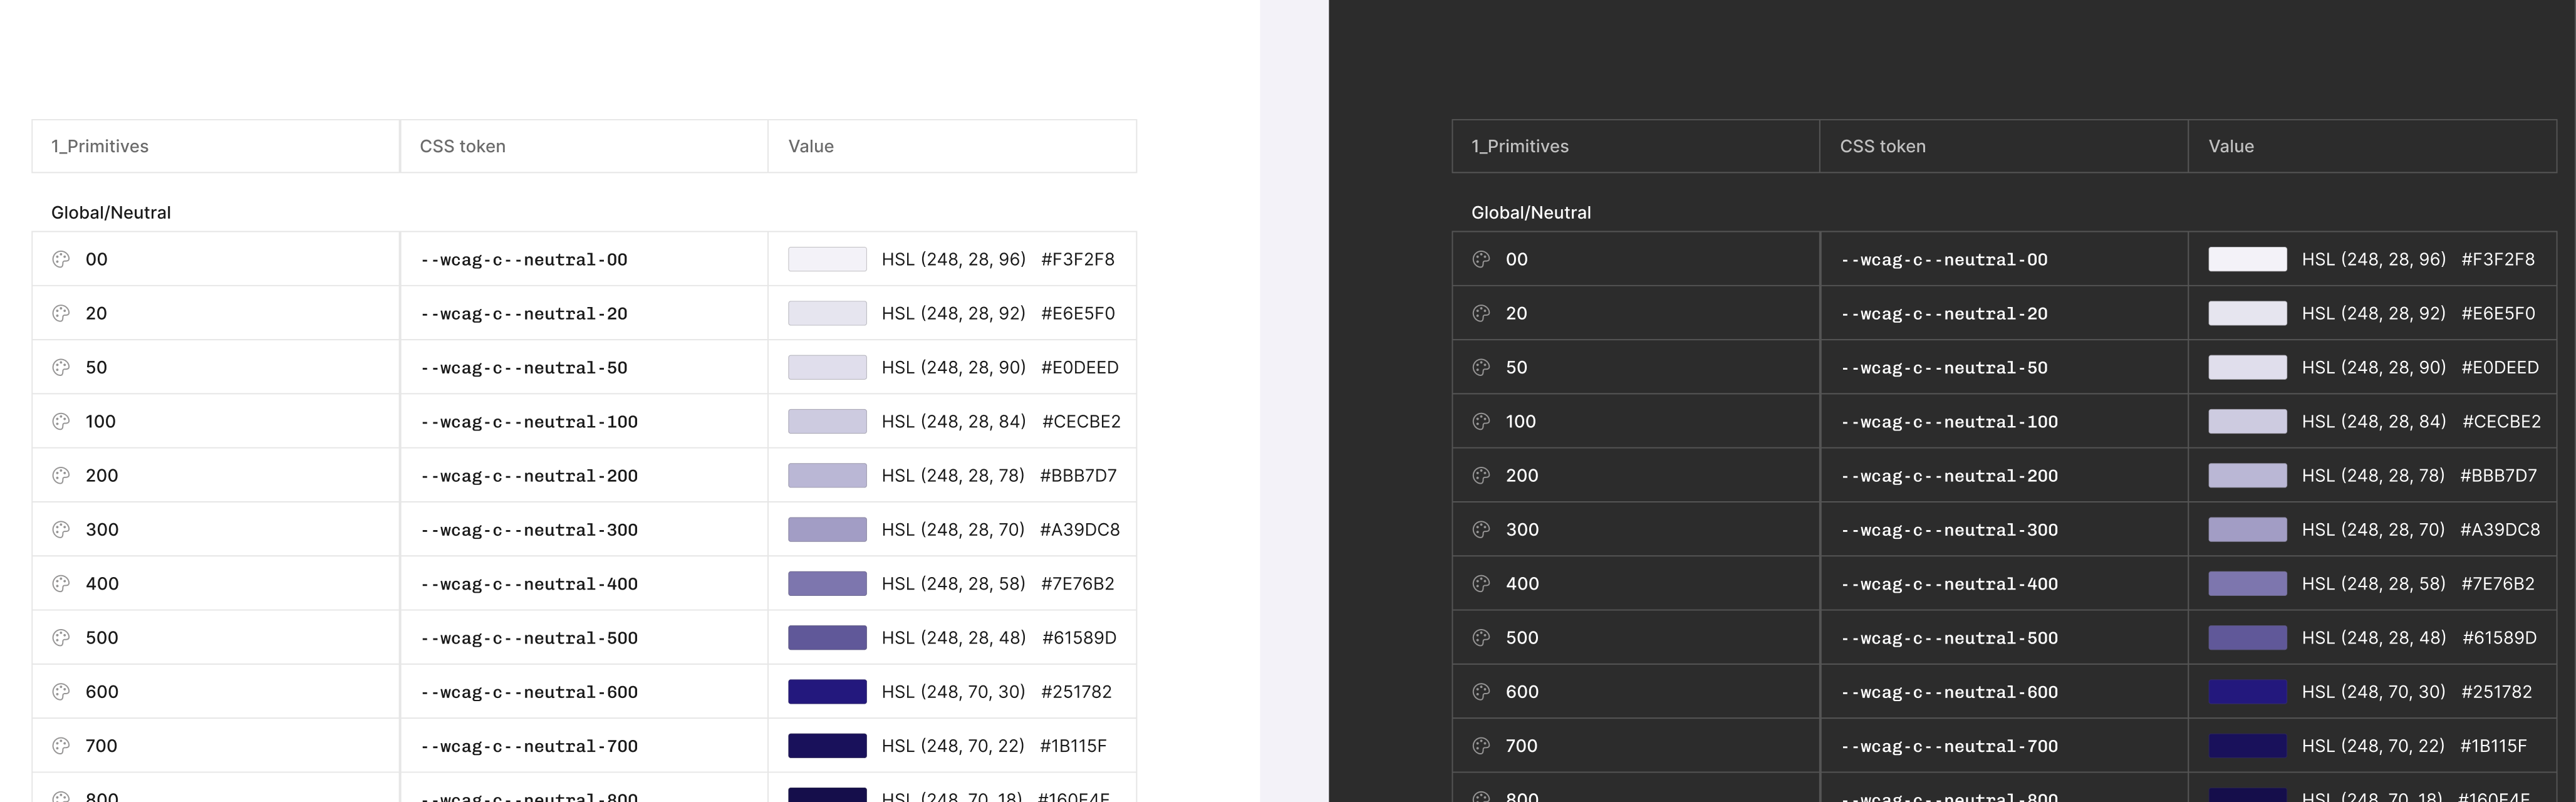 1_Primitives CSS token Value
Global/Neutral
00 --wcag-c--neutral-00 HSL (248, 28, 96) #F3F2F8
20 --wcag-c--neutral-20 HSL (248, 28, 92) #E6E5F0
50 --wcag-c--neutral-50 HSL (248, 28, 90) #E0DEED
100 --wcag-c--neutral-100 HSL (248, 28, 84) #CECBE2
200 --wcag-c--neutral-200 HSL (248, 28, 78) #BBB7D7
300 --wcag-c--neutral-300 HSL (248, 28, 70) #A39DC8
400 --wcag-c--neutral-400 HSL (248, 28, 58) #7E76B2
500 --wcag-c--neutral-500 HSL (248, 28, 48) #61589D
600 --wcag-c--neutral-600 HSL (248, 70, 30) #251782
700 --wcag-c--neutral-700 HSL (248, 70, 22) #1B115F
800 --wcag-c--neutral-800 HSL (248, 70, 18)
1_Primitives CSS token Value
Global/Neutral
00 --wcag-c--neutral-00 HSL (248, 28, 96) #F3F2F8
20 --wcag-c--neutral-20 HSL (248, 28, 92) #E6E5F0
50 --wcag-c--neutral-50 HSL (248, 28, 90) #E0DEED
100 --wcag-c--neutral-100 HSL (248, 28, 84) #CECBE2
200 --wcag-c--neutral-200 HSL (248, 28, 78) #BBB7D7
300 --wcag-c--neutral-300 HSL (248, 28, 70) #A39DC8
400 --wcag-c--neutral-400 HSL (248, 28, 58) #7E76B2
500 --wcag-c--neutral-500 HSL (248, 28, 48) #61589D
600 --wcag-c--neutral-600 HSL (248, 70, 30) #251782
700 --wcag-c--neutral-700 HSL (248, 70, 22) #1B115F
800 --wcag-c--neutral-800 HSL (248, 70, 18)